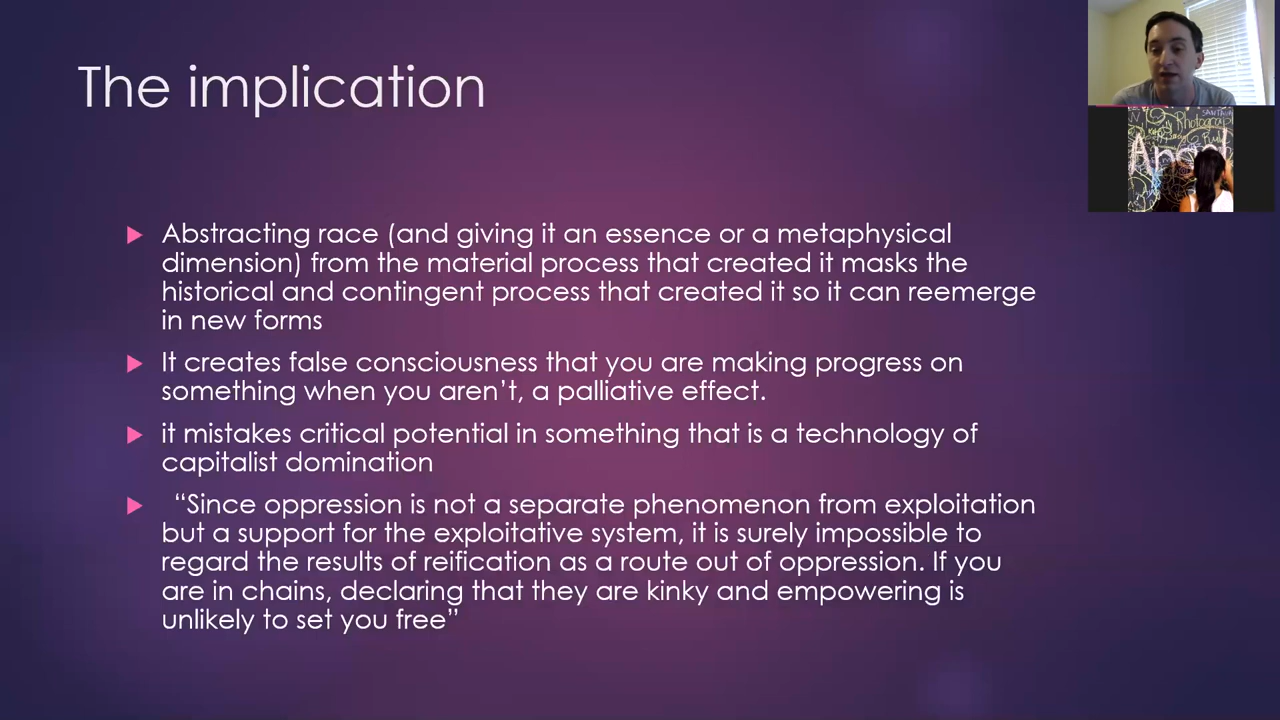 The implication
Abstracting race (and giving it an essence or a metaphysical
dimension) from the material process that created it masks the
historical and contingent process that created it so it can reemerge
in new forms
It creates false consciousness that you are making progress on
something when you aren’t, a palliative effect.
it mistakes critical potential in something that is a technology of
capitalist domination
“Since oppression is not a separate phenomenon from exploitation
but a support for the exploitative system, it is surely impossible to
regard the results of reification as a route out of oppression. If you
are in chains, declaring that they are kinky and empowering is
unlikely to set you free”